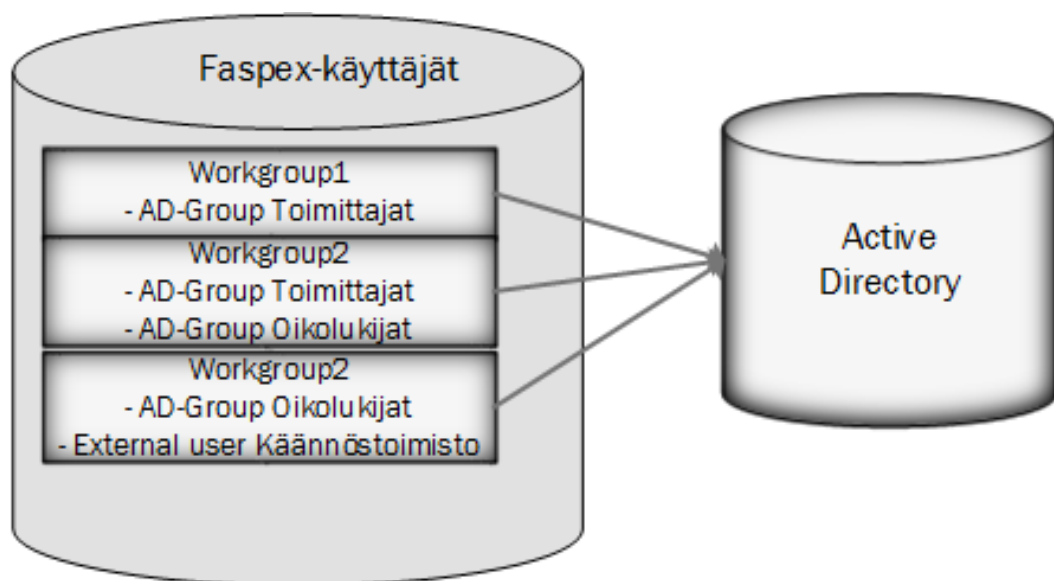 Faspex-käyttäjät
Workgroup1
- AD-Group Toimittajat
Workgroup2
- AD-Group Toimittajat
- AD-Group Oikolukijat
Workgroup2
- AD-Group Oikolukijat
- External user Käännöstoimisto
Active
Directory